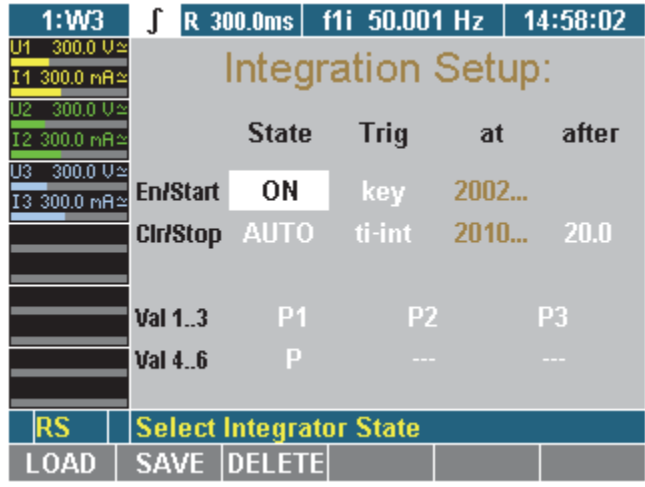 1:W3 ∫ R 300.0ms f1i 50.001 Hz 14:58:02
U1 300.0 V≃
I1 300.0 mA≃
U2 300.0 V≃
I2 300.0 mA≃
U3 300.0 V≃
I3 300.0 mA≃
Integration Setup:
State Trig at after
En/Start ON key 2002...
Clr/Stop AUTO ti-int 2010... 20.0
Val 1..3 P1 P2 P3
Val 4..6 P --- ---
RS Select Integrator State
LOAD SAVE DELETE